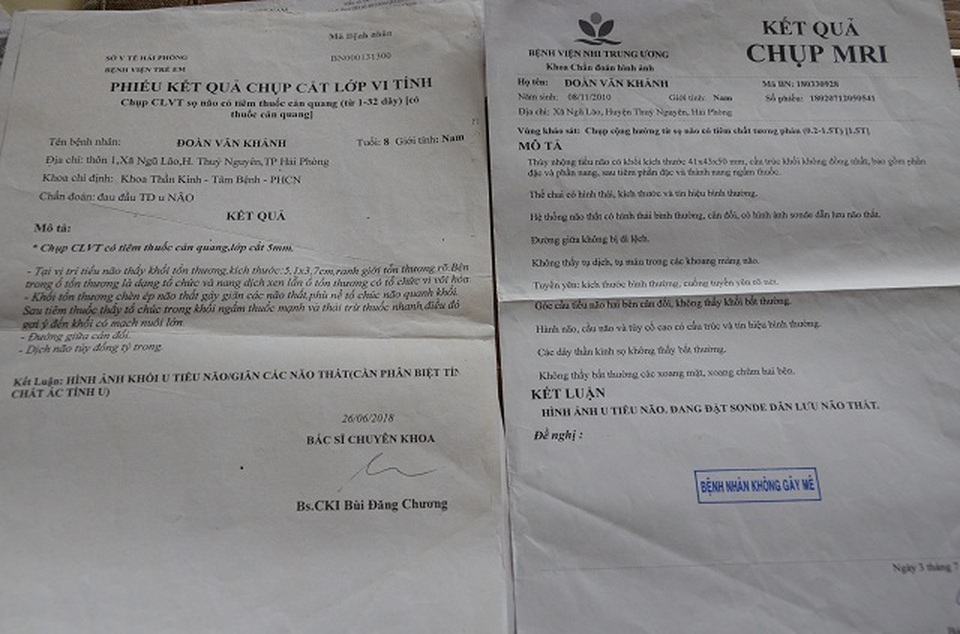 Mã Bệnh nhân
SỞ Y TẾ HẢI PHÒNG
BỆNH VIỆN TRẺ EM
BN000131300
PHIẾU KẾT QUẢ CHỤP CẮT LỚP VI TÍNH
Chụp CLVT sọ não có tiêm thuốc cản quang (từ 1-32 dãy) [có
thuốc cản quang]
Tên bệnh nhân: ĐOÀN VĂN KHÁNH Tuổi: 8 Giới tính: Nam
Địa chỉ: thôn 1,Xã Ngũ Lão,H. Thuỷ Nguyên,TP Hải Phòng
Khoa chỉ định: Khoa Thần Kinh - Tâm Bệnh - PHCN
Chẩn đoán: đau đầu TD u NÃO
KẾT QUẢ
Mô tả:
* Chụp CLVT có tiêm thuốc cản quang,lớp cắt 5mm.
- Tại vị trí tiểu não thấy khối tổn thương,kích thước:5,1x3,7cm,ranh giới tổn thương rõ.Bên
trong ổ tổn thương là dạng tổ chức và nang dịch xen lẫn ổ tổn thương có tổ chức vi vôi hóa
- Khối tổn thương chèn ép não thất gây giãn các não thất,phù nề tổ chức não quanh khối.
Sau tiêm thuốc thấy tổ chức trong khối ngấm thuốc mạnh và thải trừ thuốc nhanh,điều đó
gợi ý đến khối có mạch nuôi lớn.
- Đường giữa cân đối.
- Dịch não tủy đồng tỷ trọng.
Kết Luận: HÌNH ẢNH KHỐI U TIỂU NÃO/GIÃN CÁC NÃO THẤT(CẦN PHÂN BIỆT TÍN
CHẤT ÁC TÍNH U)
26/06/2018
BÁC SĨ CHUYÊN KHOA
Bs.CKI Bùi Đăng Chương
BỆNH VIỆN NHI TRUNG ƯƠNG
Khoa Chẩn đoán hình ảnh
KẾT QUẢ
CHỤP MRI
Họ tên: ĐOÀN VĂN KHÁNH Mã BN: 180330928
Năm sinh: 08/11/2010 Giới tính: Nam Số phiếu: 18020712050541
Địa chỉ: Xã Ngũ Lão, Huyện Thuỷ Nguyên, Hải Phòng
Vùng khảo sát: Chụp cộng hưởng từ sọ não có tiêm chất tương phản (0.2-1.5T) [1.5T]
MÔ TẢ
Thùy nhộng tiểu não có khối kích thước 41x43x50 mm, cấu trúc khối không đồng nhất, bao gồm phần
đặc và phần nang, sau tiêm phần đặc và thành nang ngấm thuốc.
Thể chai có hình thái, kích thước và tín hiệu bình thường.
Hệ thống não thất có hình thái bình thường, cân đối, có hình ảnh sonde dẫn lưu não thất.
Đường giữa không bị di lệch.
Không thấy tụ dịch, tụ máu trong các khoang màng não.
Tuyến yên: kích thước bình thường, cuống tuyến yên rõ nét.
Góc cầu tiểu não hai bên cân đối, không thấy khối bất thường.
Hành não, cầu não và tủy cổ cao có cấu trúc và tín hiệu bình thường.
Các dây thần kinh sọ không thấy bất thường.
Không thấy bất thường các xoang mặt, xoang chũm hai bên.
KẾT LUẬN
HÌNH ẢNH U TIỂU NÃO. ĐANG ĐẶT SONDE DẪN LƯU NÃO THẤT.
Đề nghị :
BỆNH NHÂN KHÔNG GÂY MÊ
Ngày 3 tháng 7